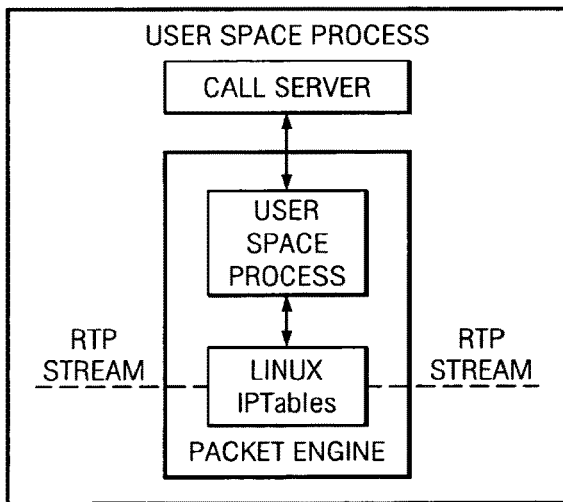 USER SPACE PROCESS
CALL SERVER
USER
SPACE
PROCESS
RTP
STREAM
LINUX
IPTables
RTP
STREAM
PACKET ENGINE